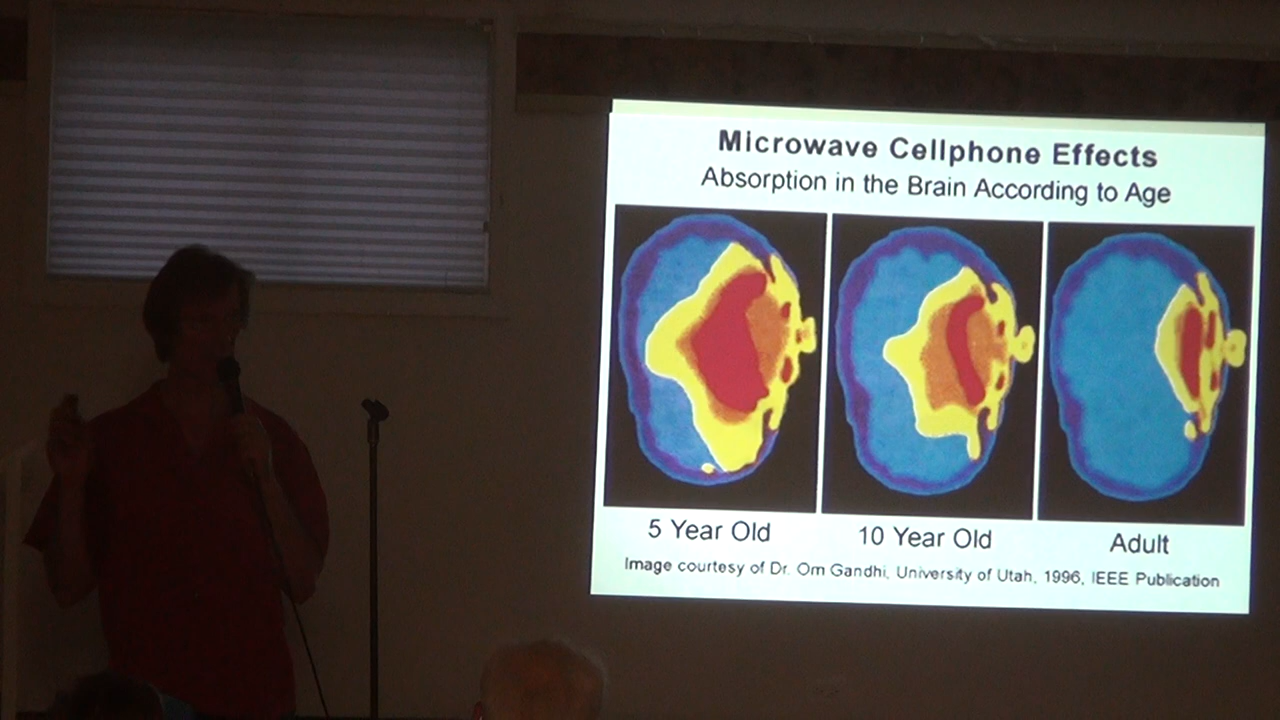 Microwave Cellphone Effects
Absorption in the Brain According to Age
5 Year Old
10 Year Old
Adult
Image courtesy of Dr. Om Gandhi, University of Utah, 1996, IEEE Publication